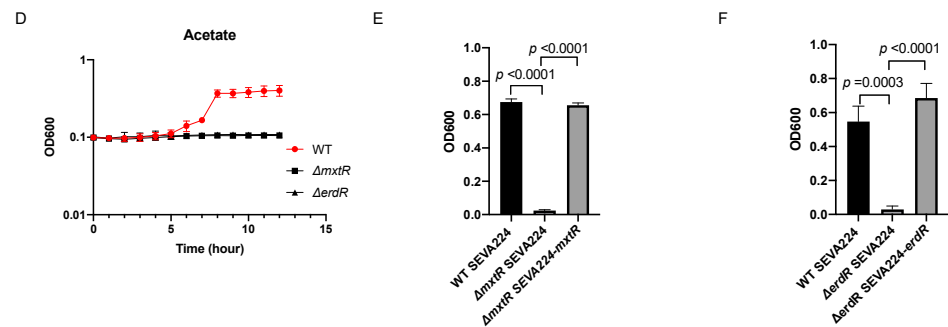 D
Acetate
OD600
1
0.1
0.01
0
5
10
15
Time (hour)
WT
ΔmxtR
ΔerdR
E
OD600
1.0
0.8
0.6
0.4
0.2
0.0
p <0.0001
p <0.0001
WT SEVA224
ΔmxtR SEVA224
ΔmxtR SEVA224-mxtR
F
OD600
1.0
0.8
0.6
0.4
0.2
0.0
p <0.0001
p =0.0003
WT SEVA224
ΔerdR SEVA224
ΔerdR SEVA224-erdR